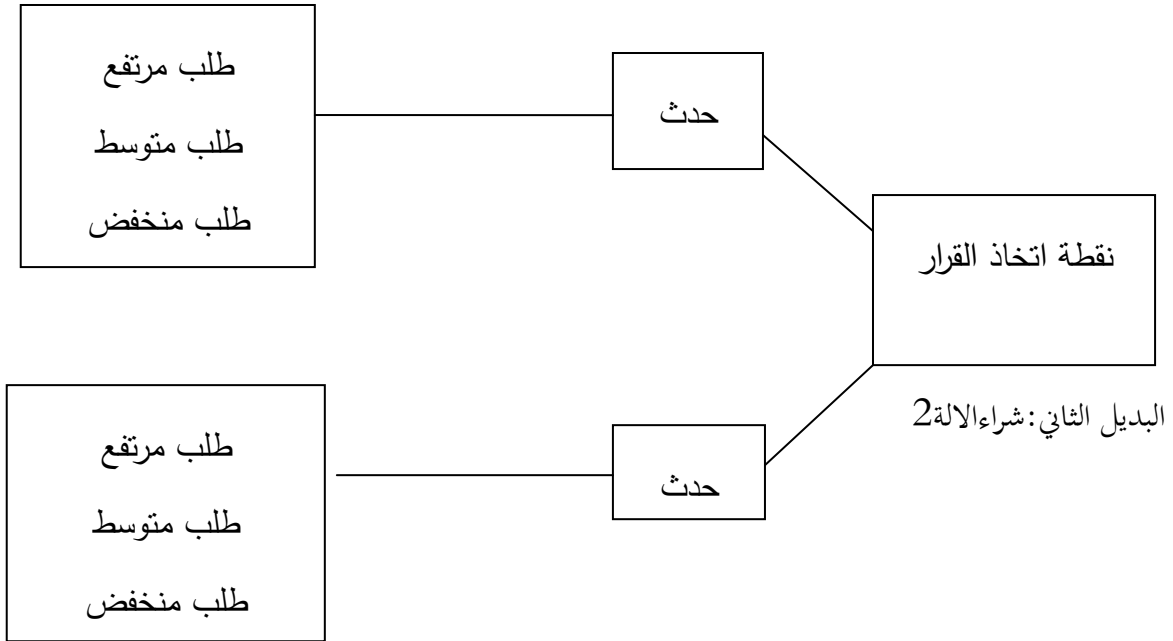 طلب مرتفع
طلب متوسط
طلب منخفض
حدث
نقطة اتخاذ القرار
البديل الثاني:شراءالالة2
طلب مرتفع
طلب متوسط
طلب منخفض
حدث